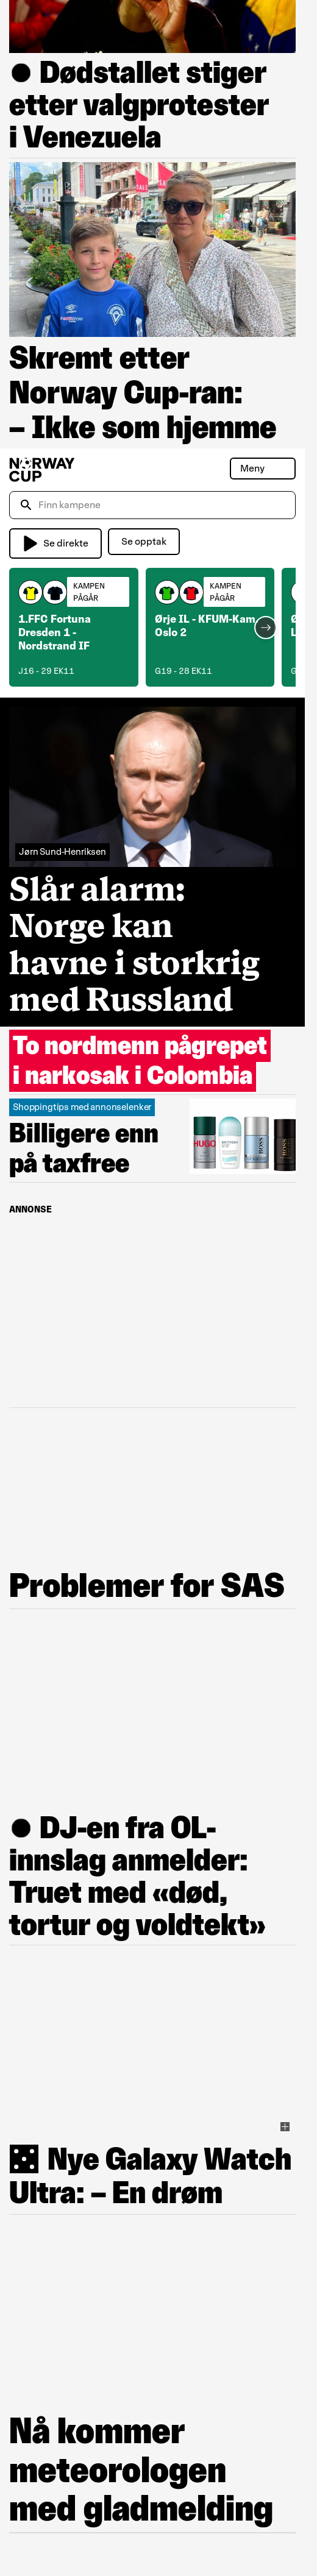 Dødstallet stiger
etter valgprotester
i Venezuela
SALE
SALE
Skremt etter
Norway Cup-ran:
– Ikke som hjemme
NORWAY
CUP
Meny
Finn kampene
Se direkte
Se opptak
KAMPEN
PÅGÅR
1.FFC Fortuna
Dresden 1 -
Nordstrand IF
J16 - 29 EK11
KAMPEN
PÅGÅR
Ørje IL - KFUM-Kam
Oslo 2
G19 - 28 EK11
Jørn Sund-Henriksen
Slår alarm:
Norge kan
havne i storkrig
med Russland
To nordmenn pågrepet
i narkosak i Colombia
Shoppingtips med annonselenker
Billigere enn
på taxfree
HUGO
BOSS
BOSS
ANNONSE
Problemer for SAS
DJ-en fra OL-
innslag anmelder:
Truet med «død,
tortur og voldtekt»
Nye Galaxy Watch
Ultra: – En drøm
Nå kommer
meteorologen
med gladmelding